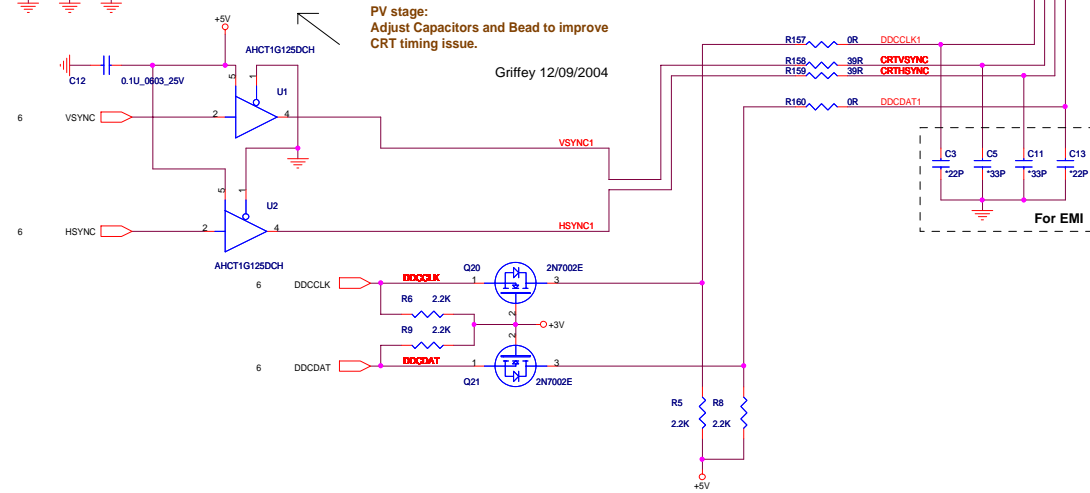 PV stage:
Adjust Capacitors and Bead to improve
CRT timing issue.
+5V
AHCT1G125DCH
Griffey 12/09/2004
C12
0.1U_0603_25V
5
1
U1
6
VSYNC
2
4
VSYNC1
R157
0R
DDCCLK1
R158
39R
CRTVSYNC
R159
39R
CRTHSYNC
R160
0R
DDCDAT1
C3
*22P
C5
*33P
C11
*33P
C13
*22P
For EMI
5
1
U2
6
HSYNC
2
4
HSYNC1
AHCT1G125DCH
6
DDCCLK
DDCCLK
Q20
2N7002E
1
3
2
R6
2.2K
+3V
R9
2.2K
2
6
DDCDAT
DDCDAT
1
3
Q21
2N7002E
R5
2.2K
R8
2.2K
+5V